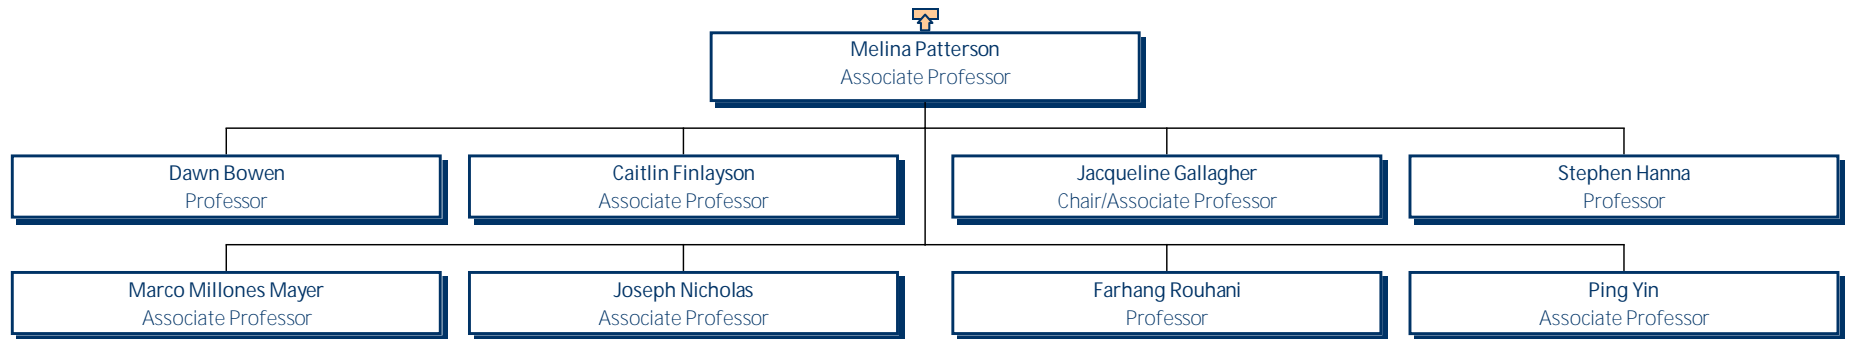 Melina Patterson
Associate Professor
Dawn Bowen
Professor
Caitlin Finlayson
Associate Professor
Jacqueline Gallagher
Chair/Associate Professor
Stephen Hanna
Professor
Marco Millones Mayer
Associate Professor
Joseph Nicholas
Associate Professor
Farhang Rouhani
Professor
Ping Yin
Associate Professor